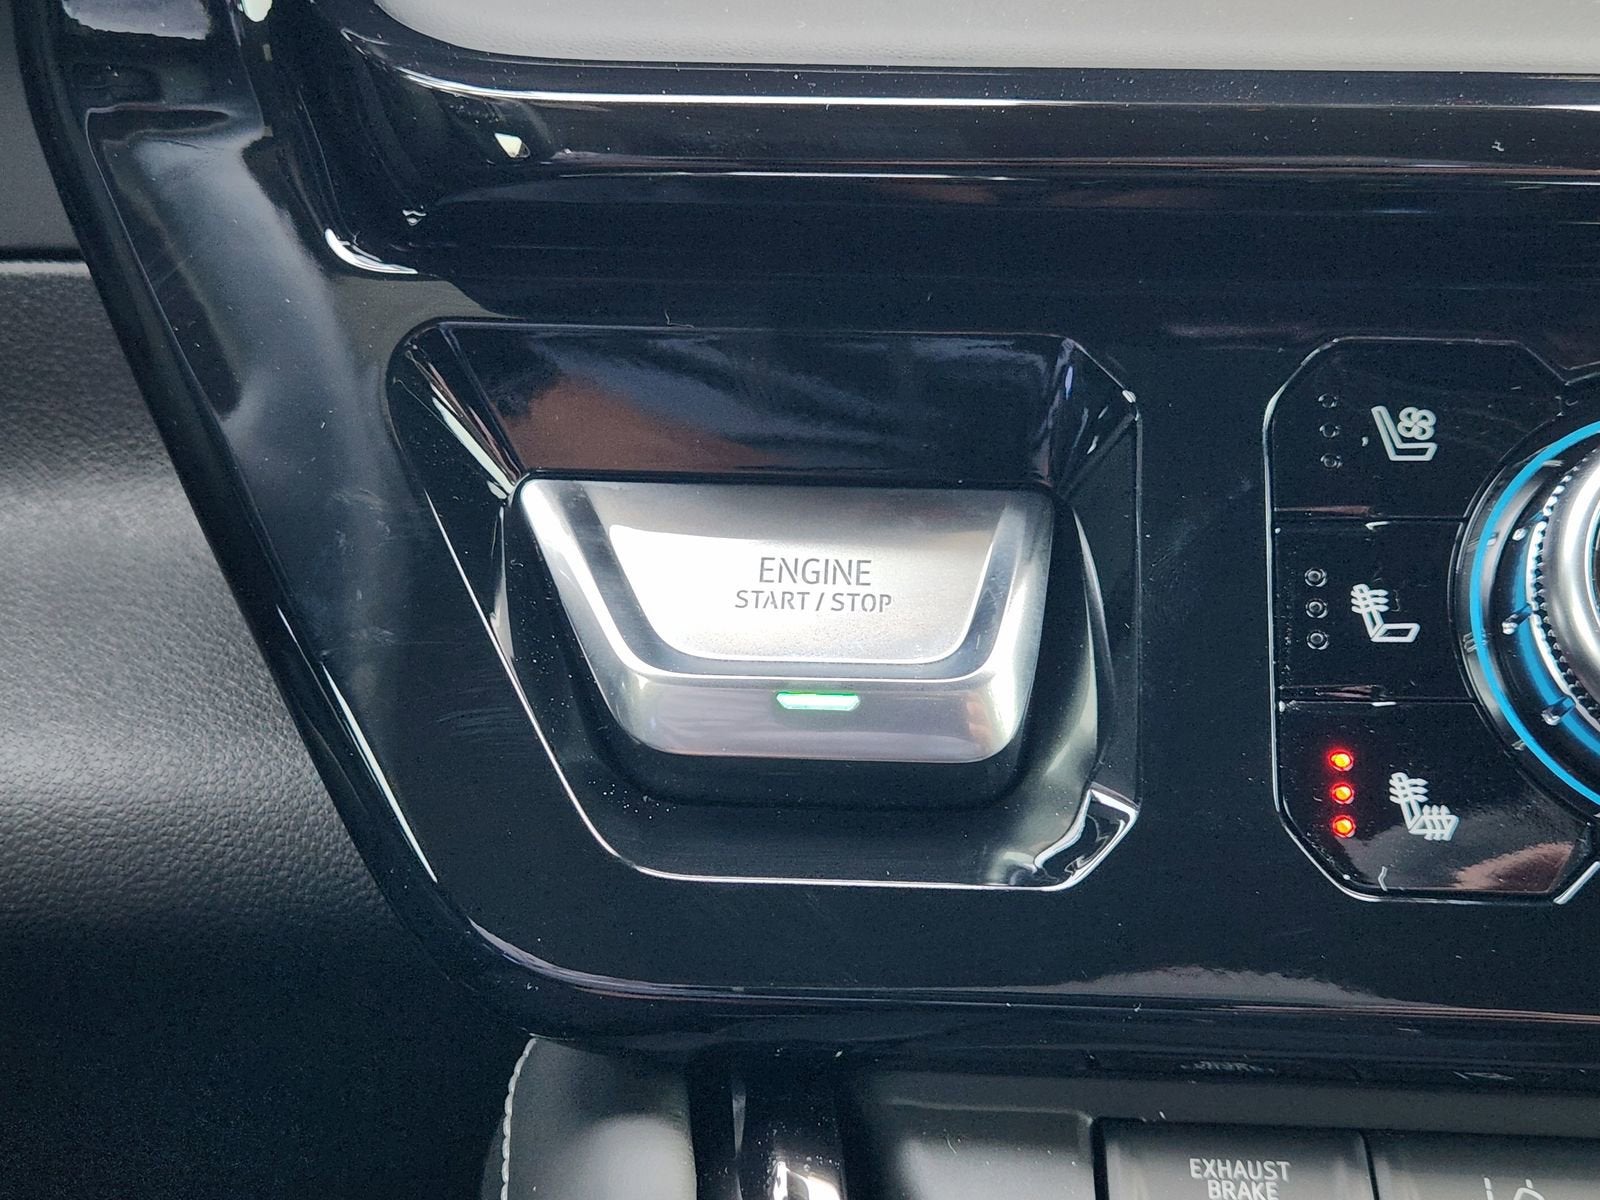 ENGINE
START / STOP
EXHAUST
BRAKE